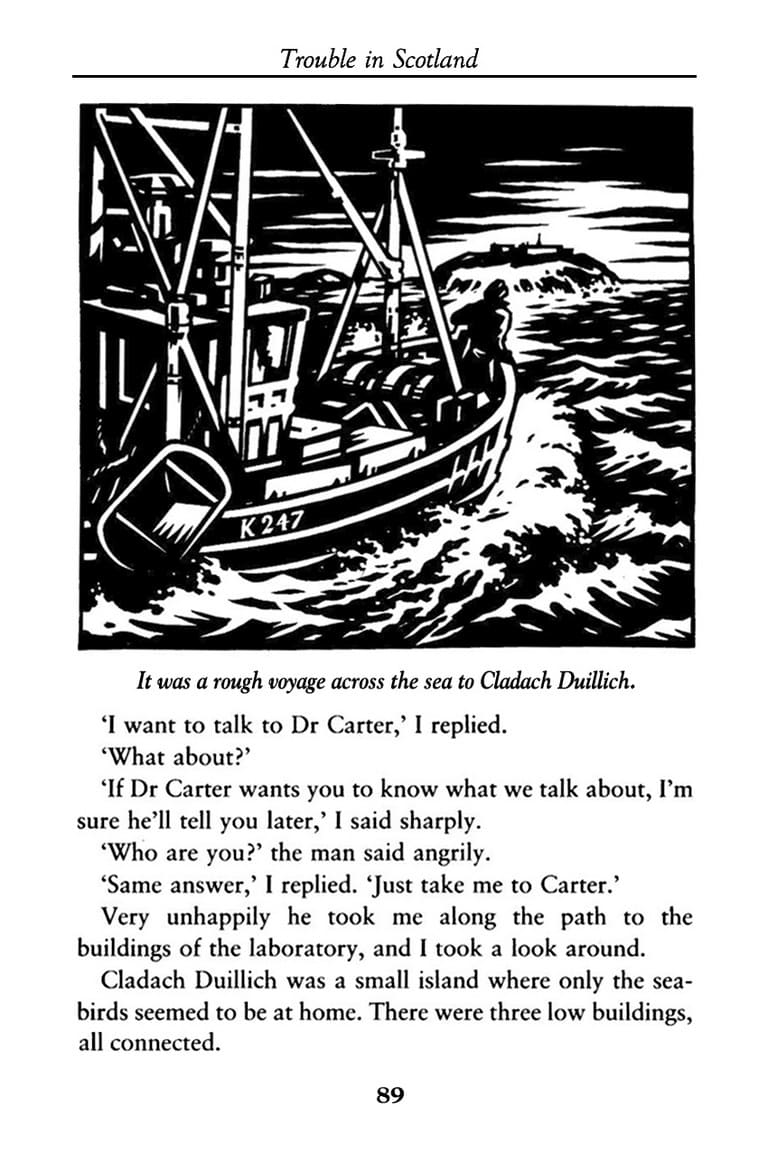 Trouble in Scotland
K247
It was a rough voyage across the sea to Cladach Duillich.
‘I want to talk to Dr Carter,’ I replied.
‘What about?’
‘If Dr Carter wants you to know what we talk about, I’m
sure he’ll tell you later,’ I said sharply.
‘Who are you?’ the man said angrily.
‘Same answer,’ I replied. ‘Just take me to Carter.’
Very unhappily he took me along the path to the
buildings of the laboratory, and I took a look around.
Cladach Duillich was a small island where only the sea-
birds seemed to be at home. There were three low buildings,
all connected.
89